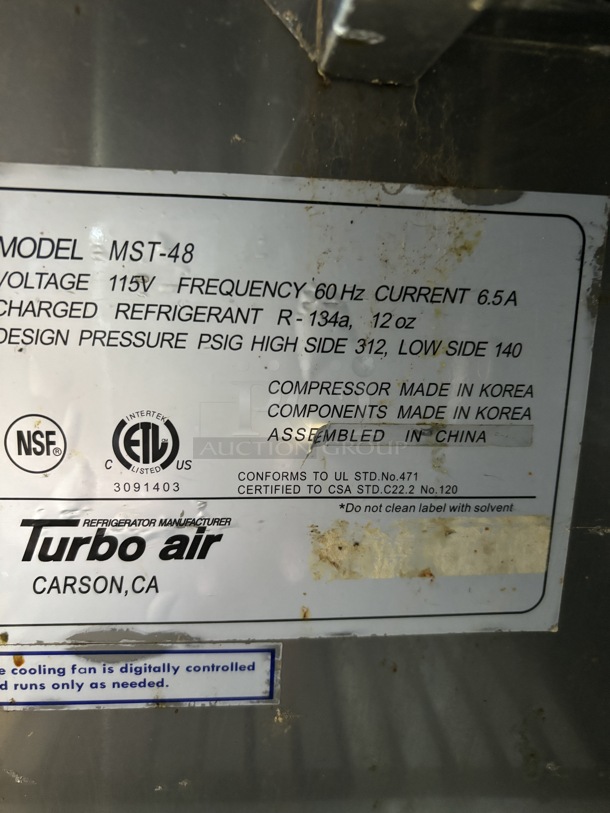 MODEL MST-48
VOLTAGE 115V FREQUENCY 60 Hz CURRENT 6.5 A
CHARGED REFRIGERANT R-134a, 12 oz
DESIGN PRESSURE PSIG HIGH SIDE 312, LOW SIDE 140
COMPRESSOR MADE IN KOREA
COMPONENTS MADE IN KOREA
ASSEMBLED IN CHINA
AUCTION GROUP
NSF®
INTERTEK
ETL
C LISTED US
3091403
CONFORMS TO UL STD.No.471
CERTIFIED TO CSA STD.C22.2 No.120
*Do not clean label with solvent
REFRIGERATOR MANUFACTURER
Turbo air
CARSON,CA
e cooling fan is digitally controlled
d runs only as needed.